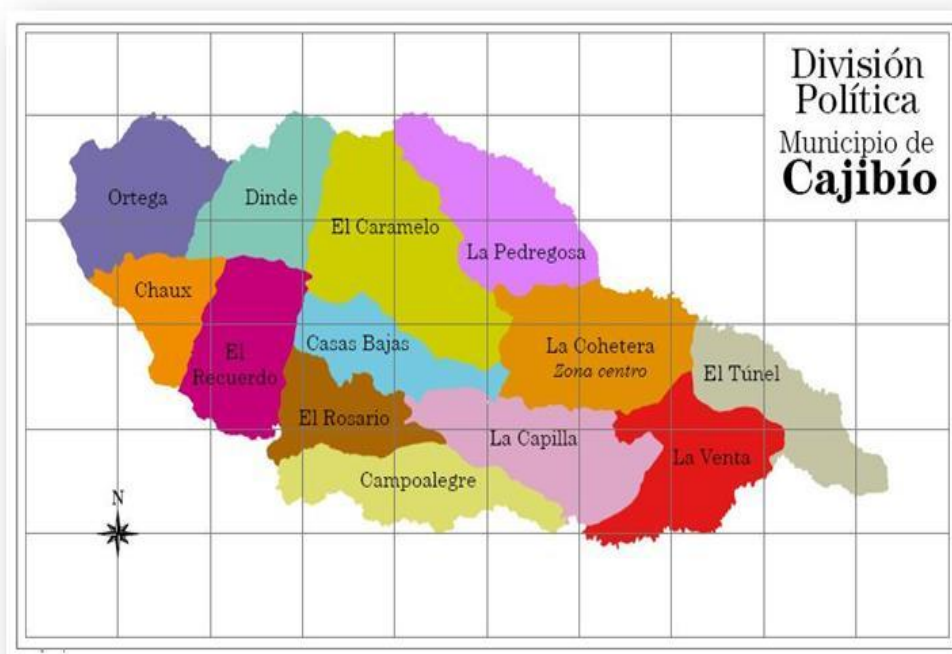 División
Política
Municipio de
Cajibío
Ortega
Dinde
El Caramelo
La Pedregosa
Chaux
El
Recuerdo
Casas Bajas
La Cohetera
Zona centro
El Túnel
El Rosario
La Capilla
La Venta
Campoalegre
N